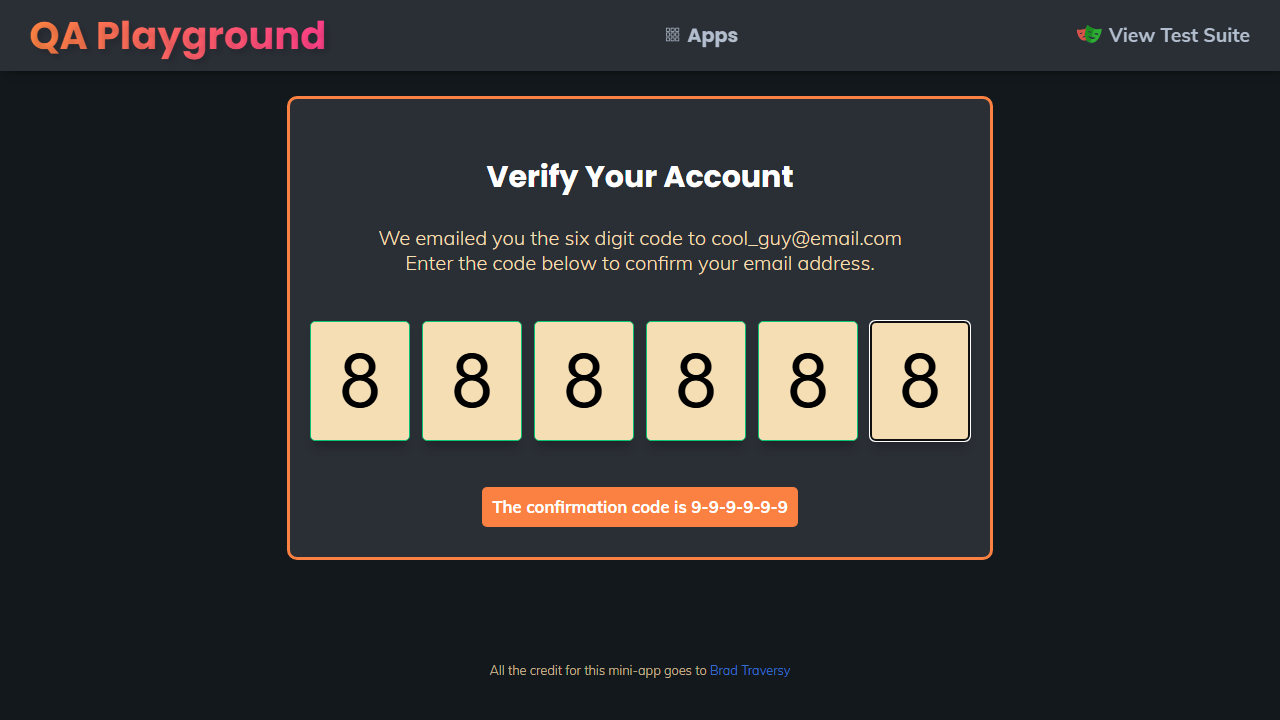 QA Playground
Apps
View Test Suite
Verify Your Account
We emailed you the six digit code to cool_guy@email.com
Enter the code below to confirm your email address.
8 8 8 8 8 8
The confirmation code is 9-9-9-9-9-9
All the credit for this mini-app goes to Brad Traversy